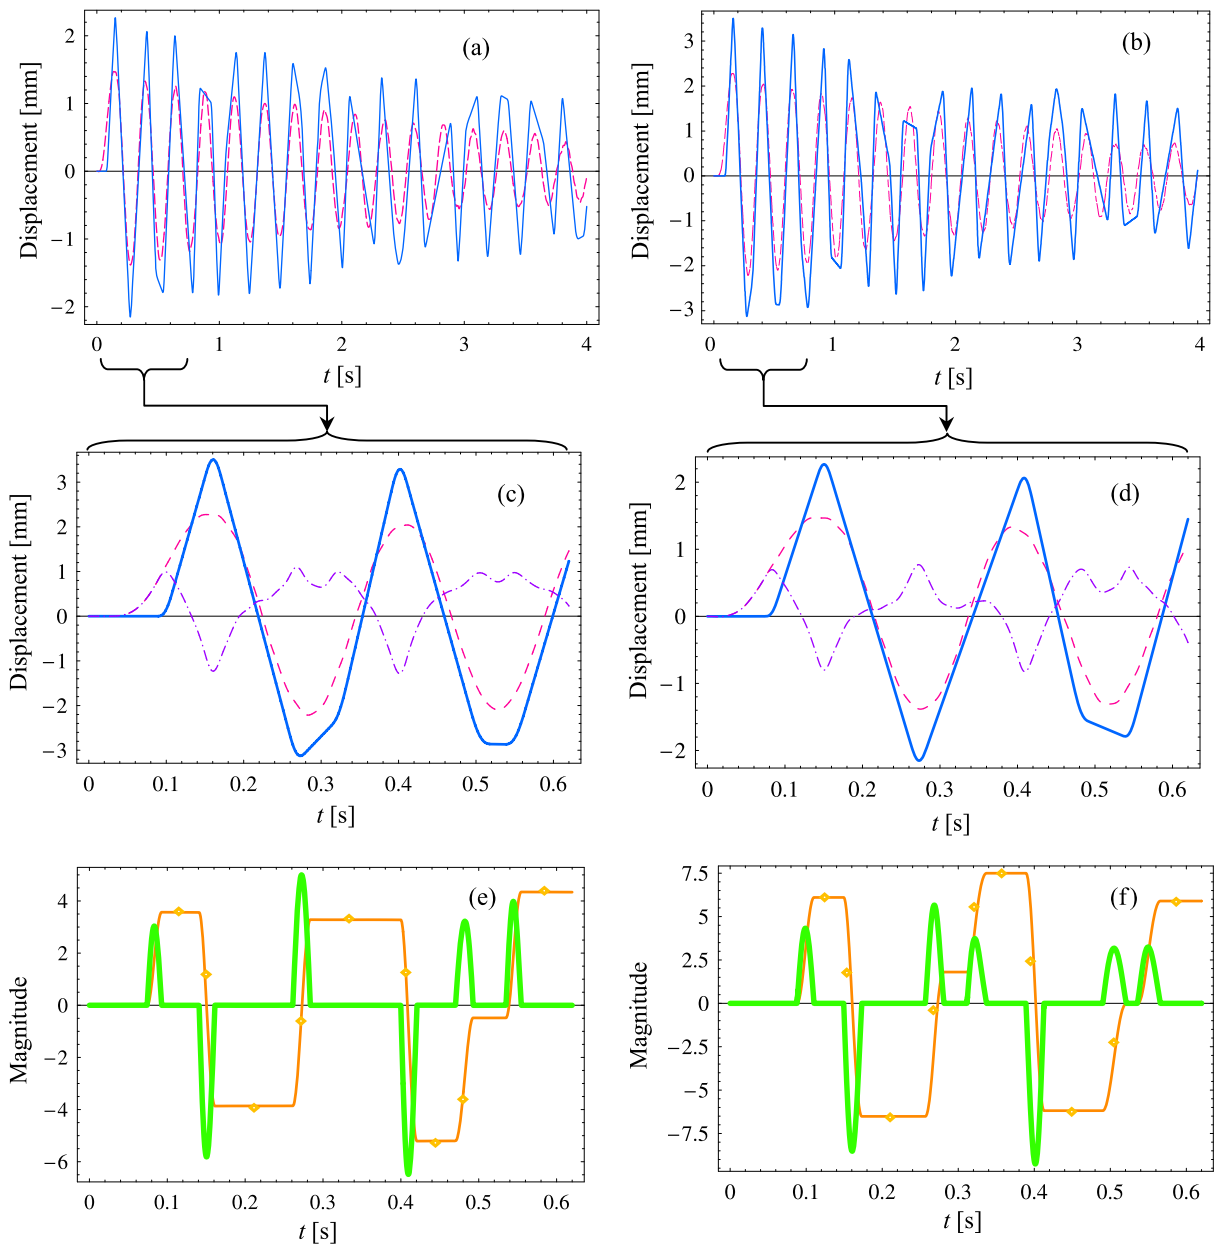 (a)
Displacement [mm]
2
1
0
−1
−2
0 1 2 3 4
t [s]
(b)
Displacement [mm]
3
2
1
0
−1
−2
−3
0 1 2 3 4
t [s]
(c)
Displacement [mm]
3
2
1
0
−1
−2
−3
0 0.1 0.2 0.3 0.4 0.5 0.6
t [s]
(d)
Displacement [mm]
2
1
0
−1
−2
0 0.1 0.2 0.3 0.4 0.5 0.6
t [s]
(e)
Magnitude
4
2
0
−2
−4
−6
0 0.1 0.2 0.3 0.4 0.5 0.6
t [s]
(f)
Magnitude
7.5
5
2.5
0
−2.5
−5
−7.5
0 0.1 0.2 0.3 0.4 0.5 0.6
t [s]